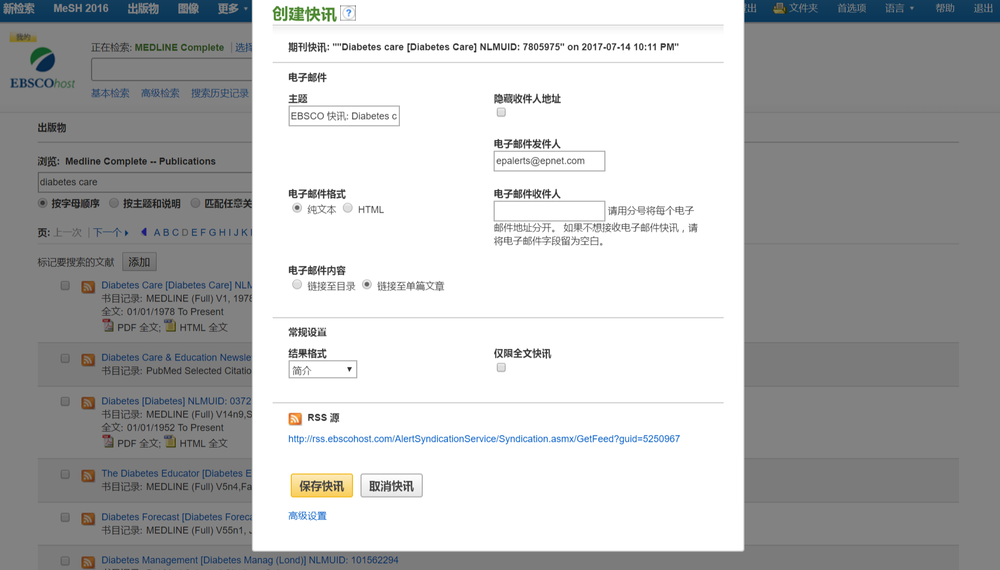 新检索 MeSH 2016 出版物 图像 更多 出 文件夹 首选项 语言 帮助 退出
创建快讯 ?
期刊快讯: ""Diabetes care [Diabetes Care] NLMUID: 7805975" on 2017-07-14 10:11 PM"
我的
EBSCOhost
正在检索: MEDLINE Complete 选择
基本检索 高级检索 搜索历史记录
出版物
浏览: Medline Complete -- Publications
diabetes care
按字母顺序 按主题和说明 匹配任意关
页: 上一次 下一个 A B C D E F G H I J K
标记要搜索的文献 添加
Diabetes Care [Diabetes Care] NLM
书目记录: MEDLINE (Full) V1, 1978
全文: 01/01/1978 To Present
PDF 全文; HTML 全文
Diabetes Care & Education Newsle
书目记录: PubMed Selected Citatio
Diabetes [Diabetes] NLMUID: 0372
书目记录: MEDLINE (Full) V14n9,S
全文: 01/01/1952 To Present
PDF 全文; HTML 全文
The Diabetes Educator [Diabetes E
书目记录: MEDLINE (Full) V5n4,Fa
Diabetes Forecast [Diabetes Foreca
书目记录: MEDLINE (Full) V55n1, J
Diabetes Management [Diabetes Manag (Lond)] NLMUID: 101562294
电子邮件
主题
EBSCO 快讯: Diabetes c
隐藏收件人地址
电子邮件发件人
epalerts@epnet.com
电子邮件格式
纯文本 HTML
电子邮件收件人
请用分号将每个电子
邮件地址分开。 如果不想接收电子邮件快讯，请
将电子邮件字段留为空白。
电子邮件内容
链接至目录 链接至单篇文章
常规设置
结果格式
简介
仅限全文快讯
RSS 源
http://rss.ebscohost.com/AlertSyndicationService/Syndication.asmx/GetFeed?guid=5250967
保存快讯 取消快讯
高级设置